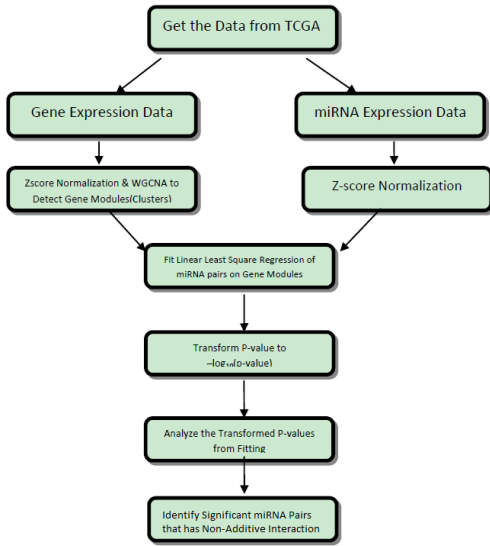 Get the Data from TCGA
Gene Expression Data
miRNA Expression Data
Zscore Normalization & WGCNA to
Detect Gene Modules(Clusters)
Z-score Normalization
Fit Linear Least Square Regression of
miRNA pairs on Gene Modules
Transform P-value to
–log₁₀(p-value)
Analyze the Transformed P-values
from Fitting
Identify Significant miRNA Pairs
that has Non-Additive Interaction